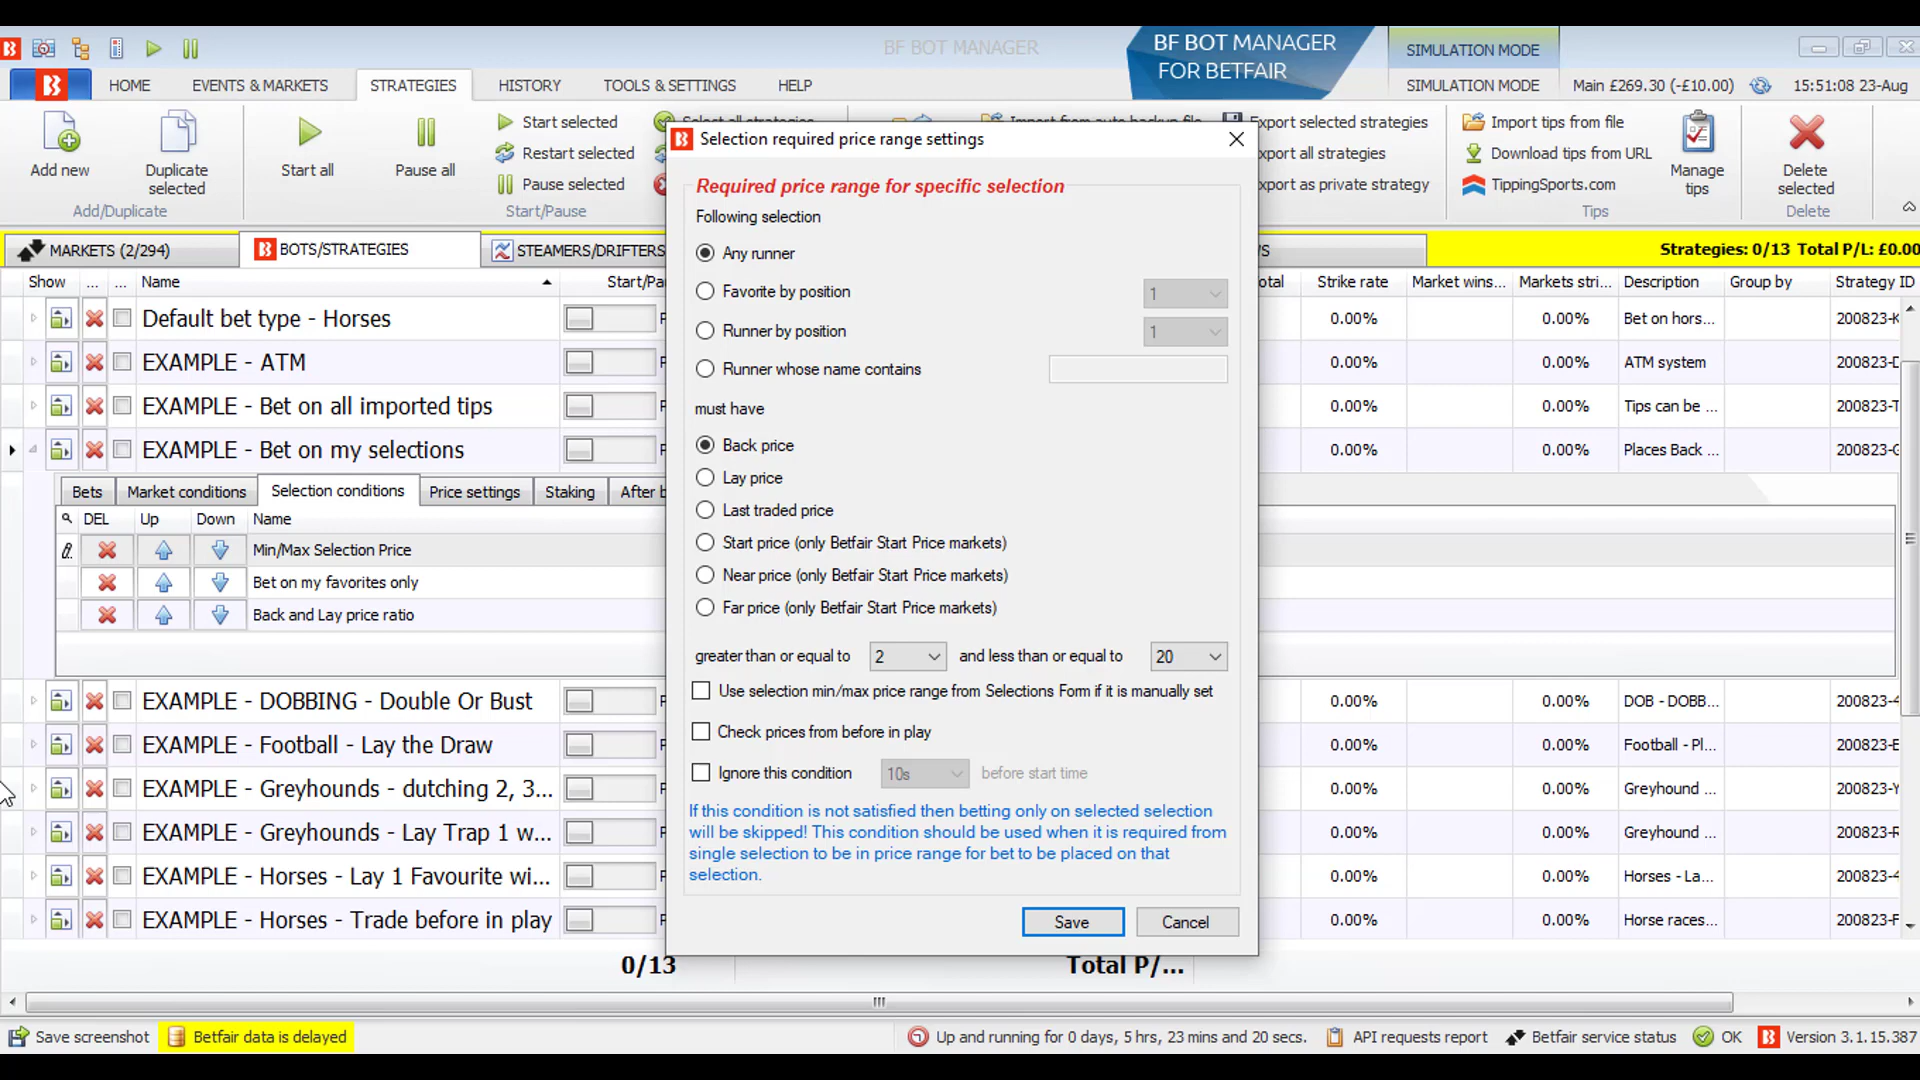 BF BOT MANAGER
BF BOT MANAGER
FOR BETFAIR
SIMULATION MODE
HOME
EVENTS & MARKETS
STRATEGIES
HISTORY
TOOLS & SETTINGS
HELP
SIMULATION MODE
Main £269.30 (-£10.00)
15:51:08 23-Aug
Add new
Duplicate
selected
Add/Duplicate
Start all
Pause all
Start selected
Restart selected
Pause selected
Start/Pause
Export selected strategies
xport all strategies
xport as private strategy
Import tips from file
Download tips from URL
TippingSports.com
Manage
tips
Tips
Delete
selected
Delete
MARKETS (2/294)
BOTS/STRATEGIES
STEAMERS/DRIFTERS
Strategies: 0/13 Total P/L: £0.00
Show
...
...
Name
Start/Pa
otal
Strike rate
Market wins...
Markets stri...
Description
Group by
Strategy ID
Default bet type - Horses
0.00%
0.00%
Bet on hors...
200823-K
EXAMPLE - ATM
0.00%
0.00%
ATM system
200823-D
EXAMPLE - Bet on all imported tips
0.00%
0.00%
Tips can be ...
200823-T
EXAMPLE - Bet on my selections
0.00%
0.00%
Places Back ...
200823-G
Bets
Market conditions
Selection conditions
Price settings
Staking
After b
DEL
Up
Down
Name
Min/Max Selection Price
Bet on my favorites only
Back and Lay price ratio
EXAMPLE - DOBBING - Double Or Bust
0.00%
0.00%
DOB - DOBB...
200823-4
EXAMPLE - Football - Lay the Draw
0.00%
0.00%
Football - Pl...
200823-E
EXAMPLE - Greyhounds - dutching 2, 3...
0.00%
0.00%
Greyhound ...
200823-Y
EXAMPLE - Greyhounds - Lay Trap 1 w...
0.00%
0.00%
Greyhound ...
200823-R
EXAMPLE - Horses - Lay 1 Favourite wi...
0.00%
0.00%
Horses - La...
200823-4
EXAMPLE - Horses - Trade before in play
0.00%
0.00%
Horse races...
200823-F
0/13
Total P/...
Selection required price range settings
Required price range for specific selection
Following selection
Any runner
Favorite by position
1
Runner by position
1
Runner whose name contains
must have
Back price
Lay price
Last traded price
Start price (only Betfair Start Price markets)
Near price (only Betfair Start Price markets)
Far price (only Betfair Start Price markets)
greater than or equal to 2 and less than or equal to 20
Use selection min/max price range from Selections Form if it is manually set
Check prices from before in play
Ignore this condition 10s before start time
If this condition is not satisfied then betting only on selected selection
will be skipped! This condition should be used when it is required from
single selection to be in price range for bet to be placed on that
selection.
Save
Cancel
Save screenshot
Betfair data is delayed
Up and running for 0 days, 5 hrs, 23 mins and 20 secs.
API requests report
Betfair service status
OK
Version 3.1.15.387